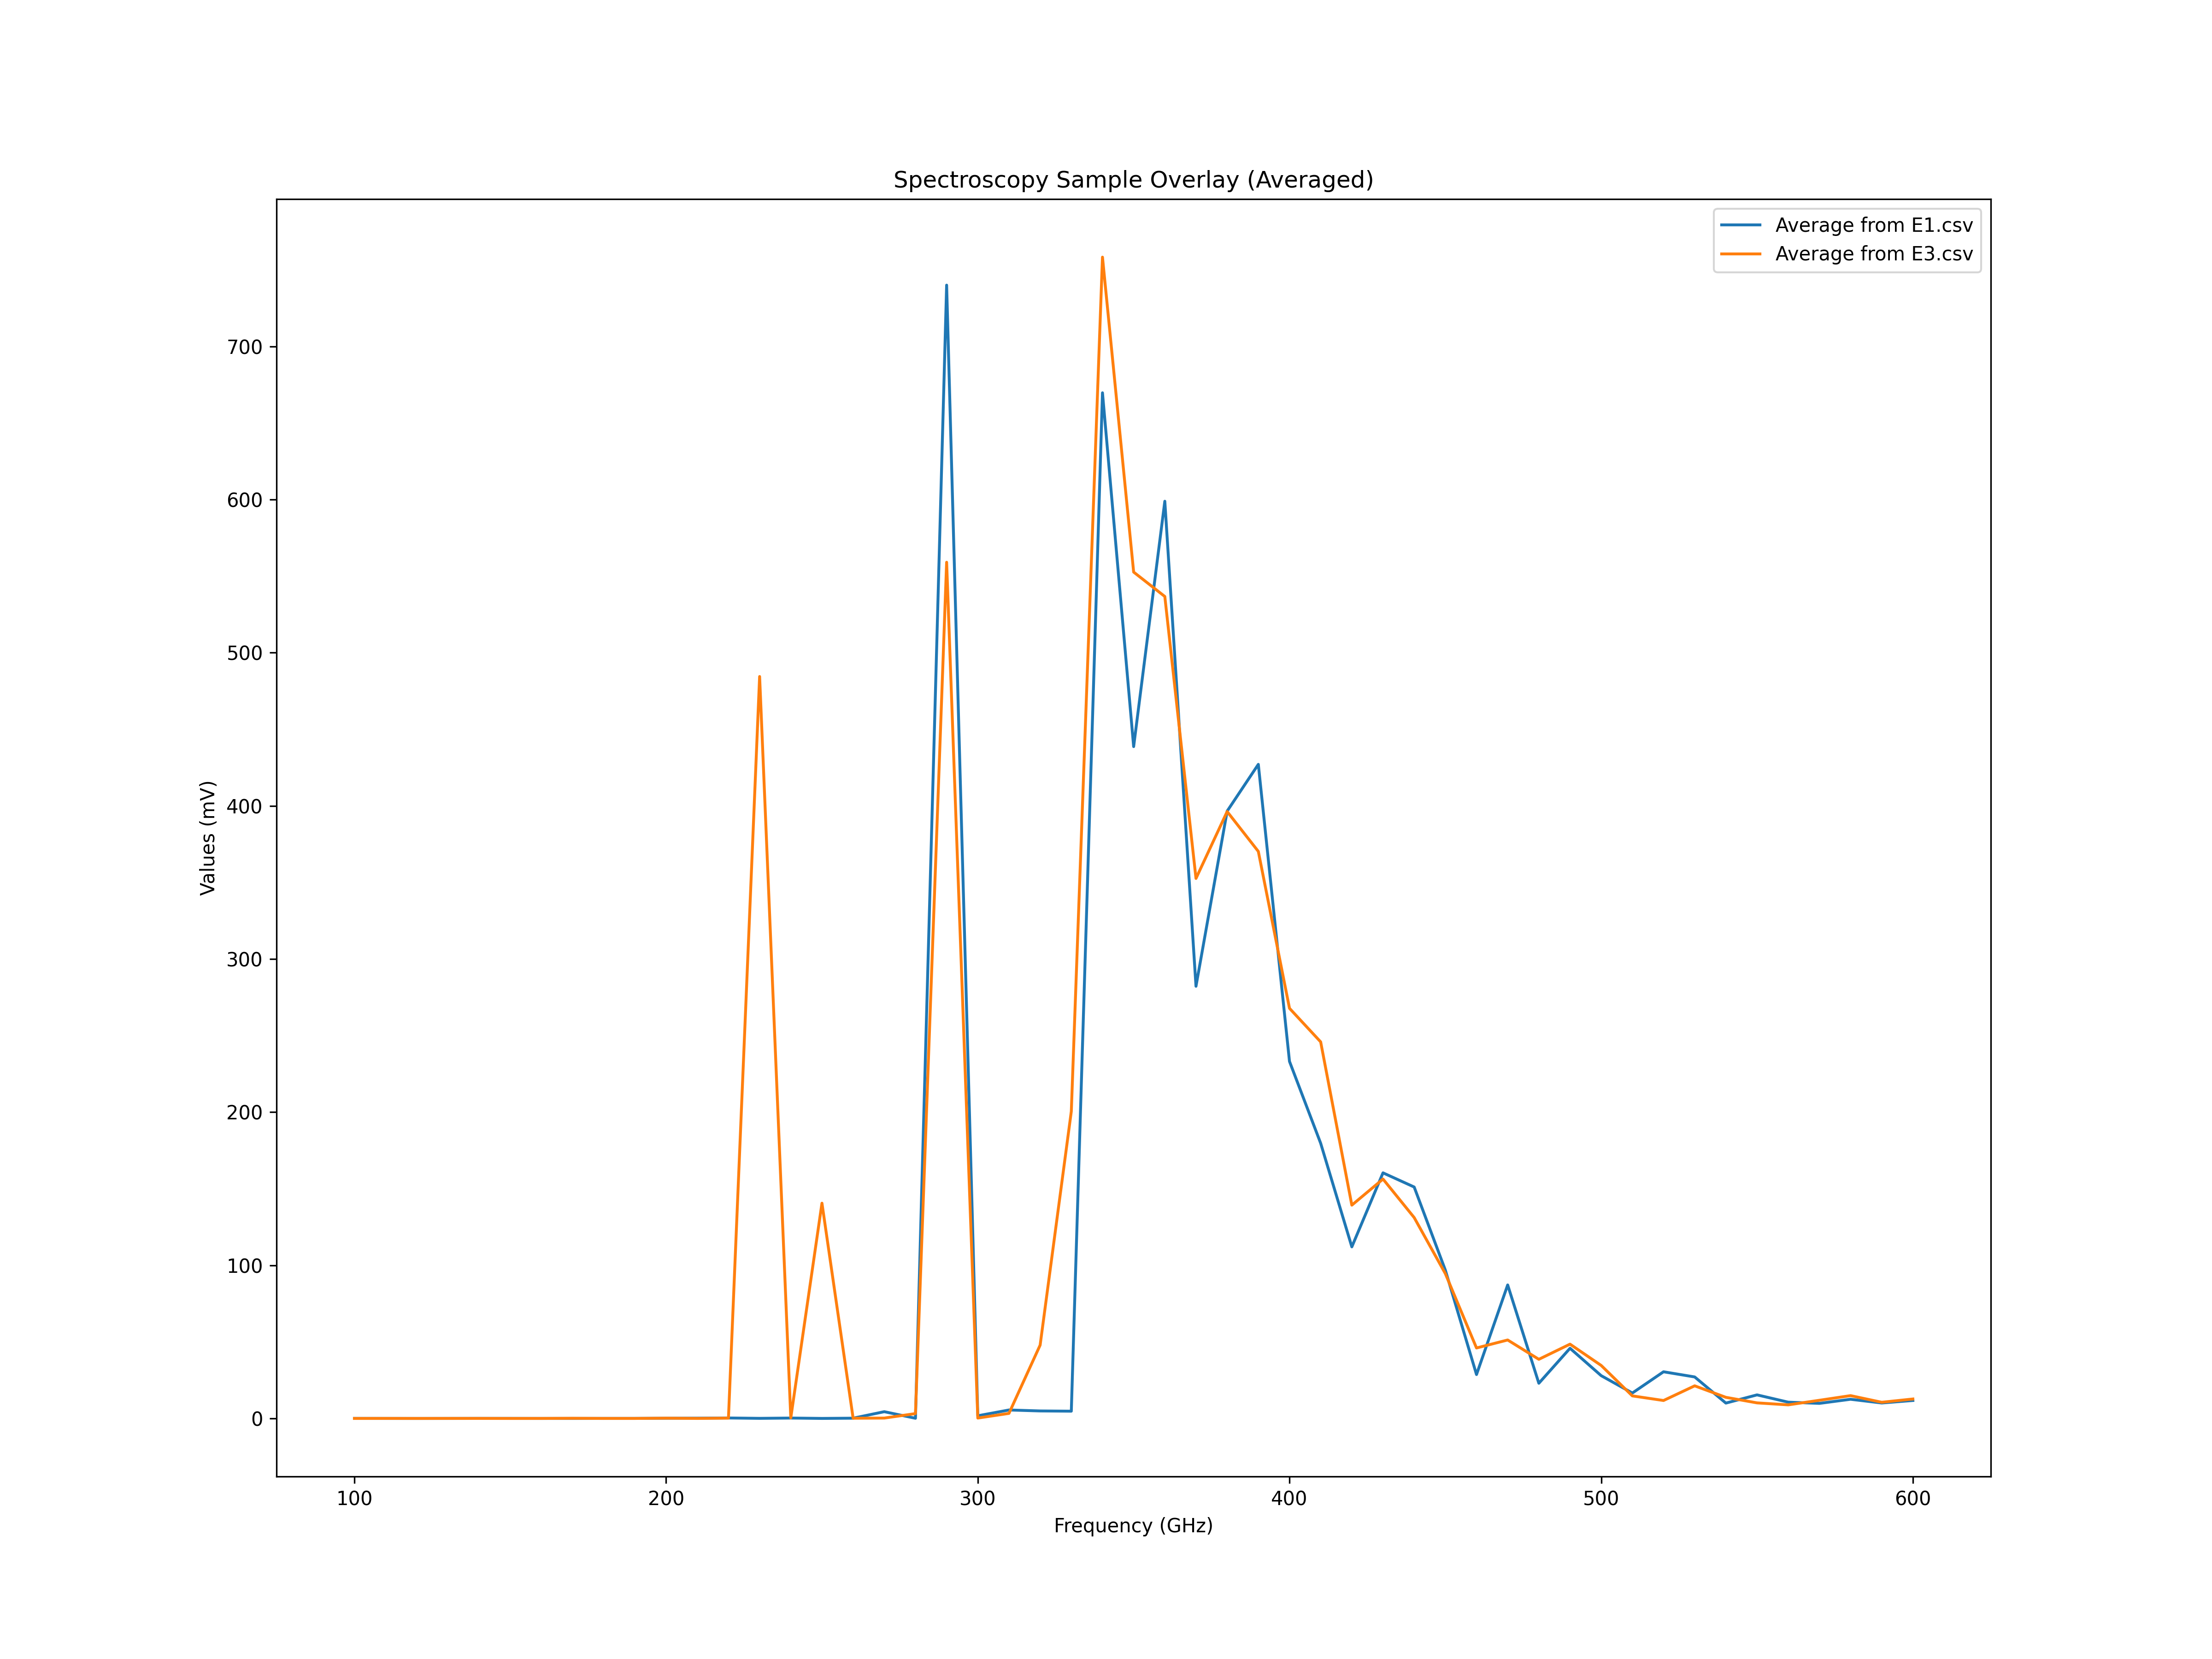 Spectroscopy Sample Overlay (Averaged)
Average from E1.csv
Average from E3.csv
700
600
500
400
300
200
100
0
Values (mV)
100 200 300 400 500 600
Frequency (GHz)